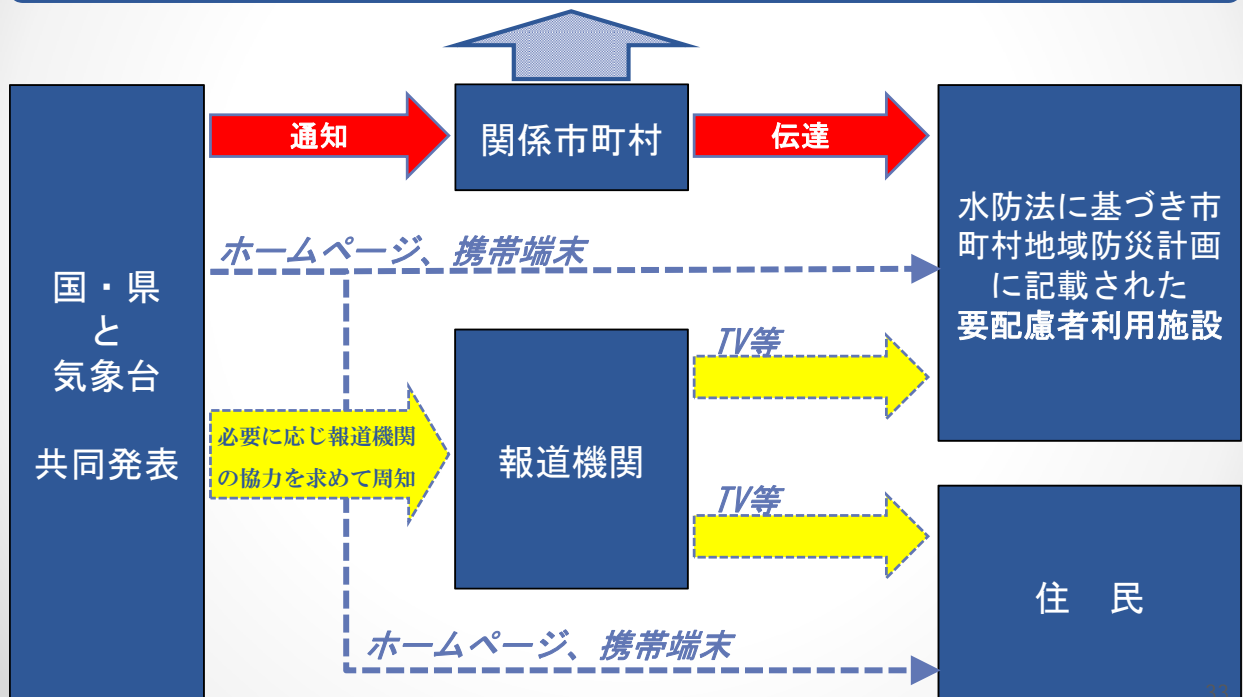 国・県
と
気象台
共同発表
通知
関係市町村
伝達
水防法に基づき市
町村地域防災計画
に記載された
要配慮者利用施設
ホームページ、携帯端末
必要に応じ報道機関
の協力を求めて周知
報道機関
TV等
TV等
住 民
ホームページ、携帯端末